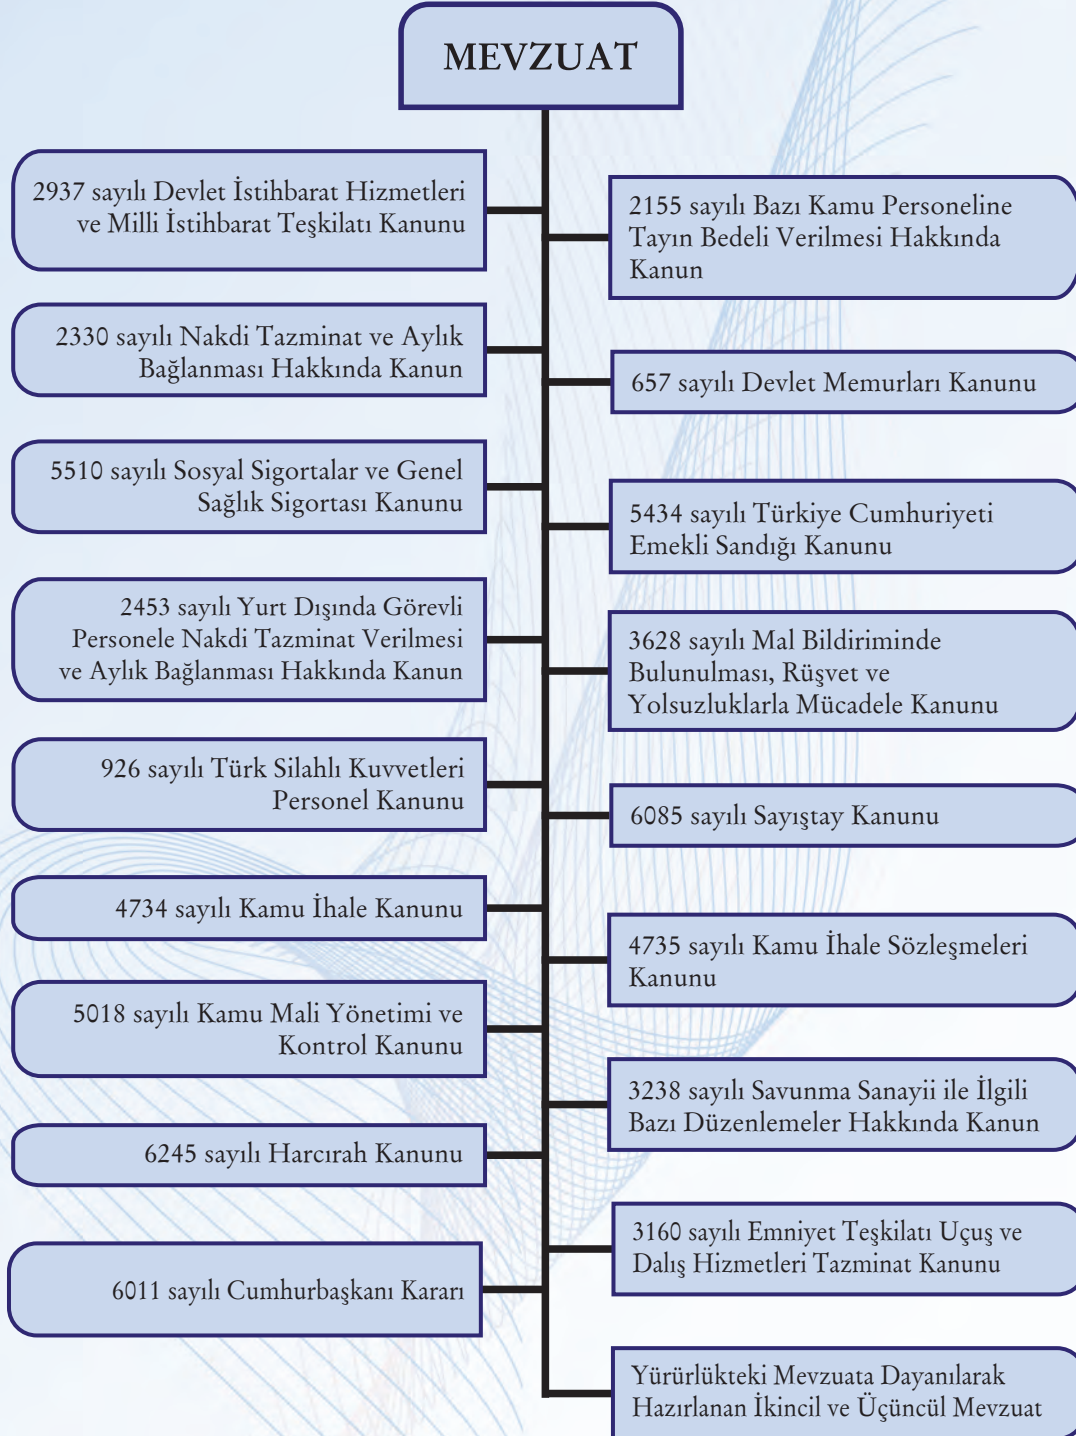 MEVZUAT
2937 sayılı Devlet İstihbarat Hizmetleri
ve Milli İstihbarat Teşkilatı Kanunu
2155 sayılı Bazı Kamu Personeline
Tayın Bedeli Verilmesi Hakkında
Kanun
2330 sayılı Nakdi Tazminat ve Aylık
Bağlanması Hakkında Kanun
657 sayılı Devlet Memurları Kanunu
5510 sayılı Sosyal Sigortalar ve Genel
Sağlık Sigortası Kanunu
5434 sayılı Türkiye Cumhuriyeti
Emekli Sandığı Kanunu
2453 sayılı Yurt Dışında Görevli
Personele Nakdi Tazminat Verilmesi
ve Aylık Bağlanması Hakkında Kanun
3628 sayılı Mal Bildiriminde
Bulunulması, Rüşvet ve
Yolsuzluklarla Mücadele Kanunu
926 sayılı Türk Silahlı Kuvvetleri
Personel Kanunu
6085 sayılı Sayıştay Kanunu
4734 sayılı Kamu İhale Kanunu
4735 sayılı Kamu İhale Sözleşmeleri
Kanunu
5018 sayılı Kamu Mali Yönetimi ve
Kontrol Kanunu
3238 sayılı Savunma Sanayii ile İlgili
Bazı Düzenlemeler Hakkında Kanun
6245 sayılı Harcırah Kanunu
3160 sayılı Emniyet Teşkilatı Uçuş ve
Dalış Hizmetleri Tazminat Kanunu
6011 sayılı Cumhurbaşkanı Kararı
Yürürlükteki Mevzuata Dayanılarak
Hazırlanan İkincil ve Üçüncül Mevzuat